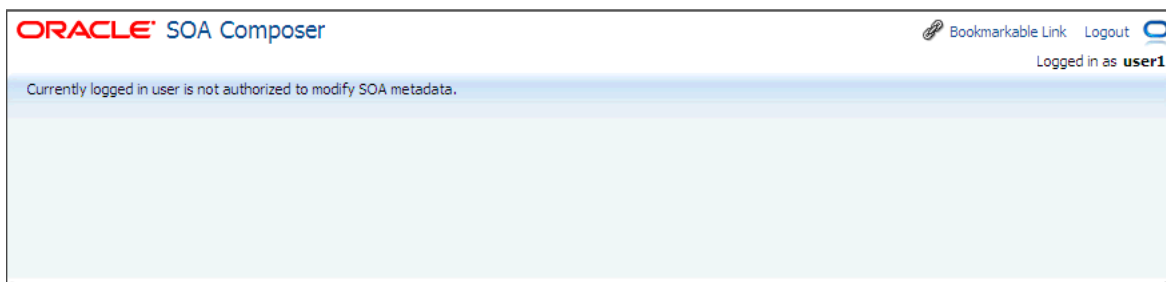 ORACLE SOA Composer
Bookmarkable Link Logout
Logged in as user1
Currently logged in user is not authorized to modify SOA metadata.